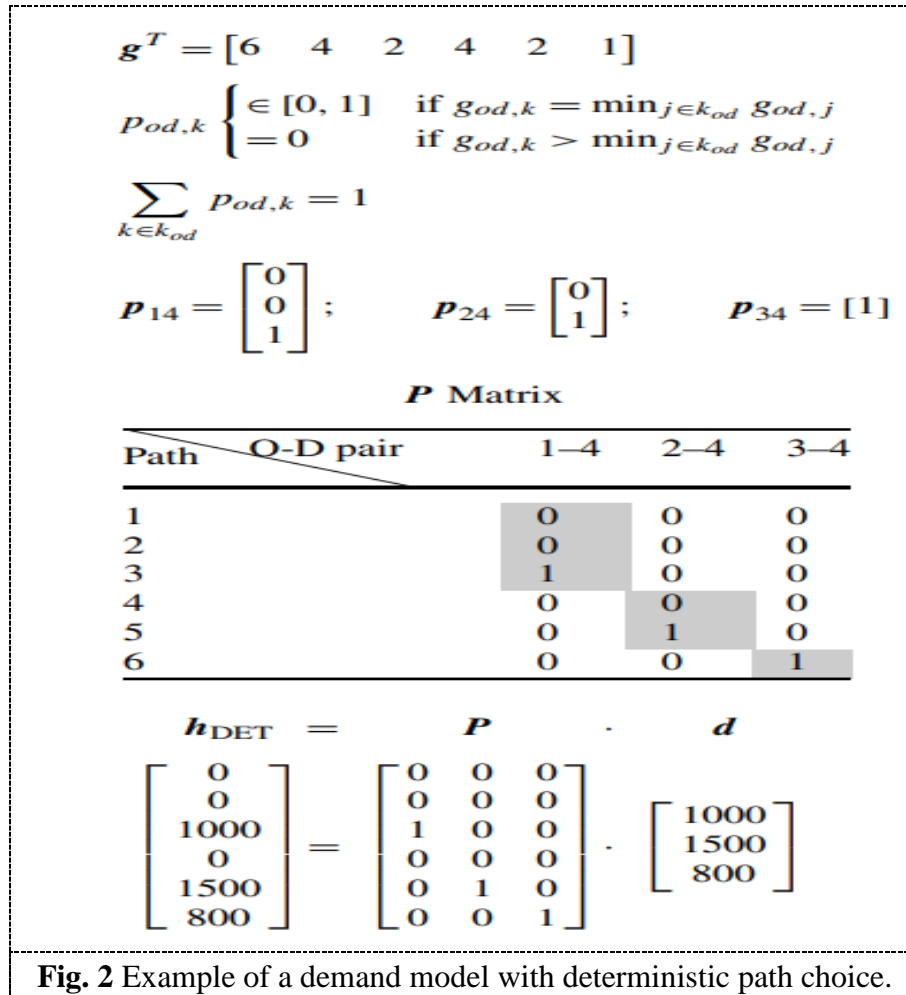 g^T = [6 4 2 4 2 1]
p_{od,k} { ∈ [0, 1] if g_{od,k} = min_{j∈k_{od}} g_{od,j}
= 0 if g_{od,k} > min_{j∈k_{od}} g_{od,j}
∑_{k∈k_{od}} p_{od,k} = 1
p_{14} = [0 0 1] ; p_{24} = [0 1] ; p_{34} = [1]
P Matrix
Path O-D pair 1–4 2–4 3–4
1 0 0 0
2 0 0 0
3 1 0 0
4 0 0 0
5 0 1 0
6 0 0 1
h_{DET} = P · d
[0 0 1000 0 1500 800] = [0 0 0
0 0 0
1 0 0
0 0 0
0 1 0
0 0 1] · [1000 1500 800]
Fig. 2 Example of a demand model with deterministic path choice.